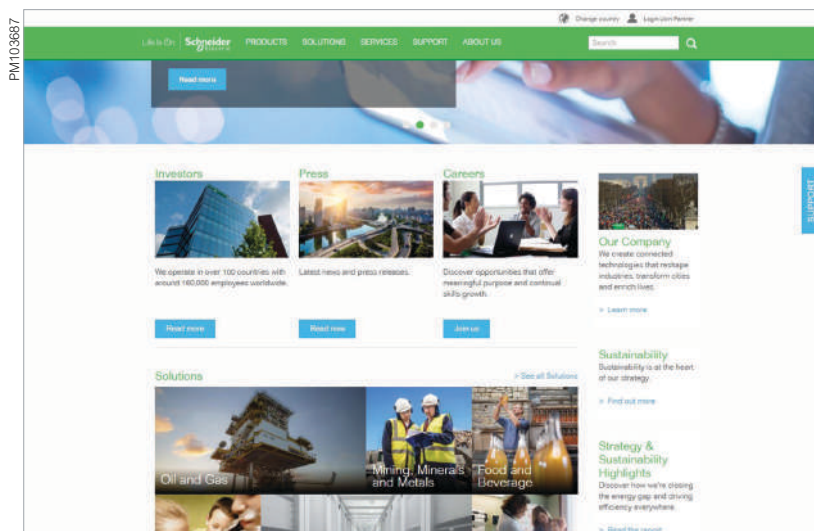 PM103687
Change country
Login Join Partner
Life Is On Schneider Electric PRODUCTS SOLUTIONS SERVICES SUPPORT ABOUT US Search
Read more
SUPPORT
Investors
We operate in over 100 countries with
around 160,000 employees worldwide.
Read more
Press
Latest news and press releases.
Read now
Careers
Discover opportunities that offer
meaningful purpose and continual
skills growth.
Join us
Our Company
We create connected
technologies that reshape
industries, transform cities
and enrich lives.
> Learn more
Sustainability
Sustainability is at the heart
of our strategy
> Find out more
Strategy &
Sustainability
Highlights
Discover how we're closing
the energy gap and driving
efficiency everywhere.
> Read the report
Solutions
> See all Solutions
Oil and Gas
Mining, Minerals
and Metals
Food and
Beverage